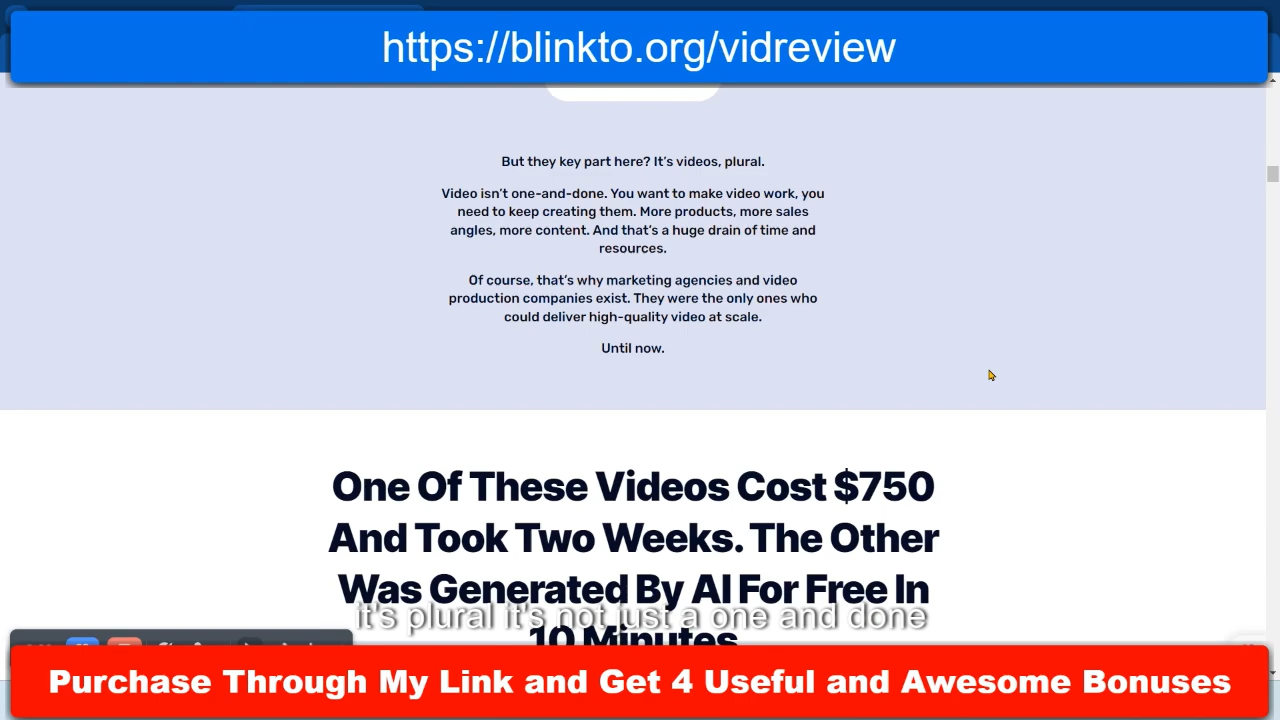 https://blinkto.org/vidreview
But they key part here? It's videos, plural.
Video isn't one-and-done. You want to make video work, you
need to keep creating them. More products, more sales
angles, more content. And that's a huge drain of time and
resources.
Of course, that's why marketing agencies and video
production companies exist. They were the only ones who
could deliver high-quality video at scale.
Until now.
One Of These Videos Cost $750
And Took Two Weeks. The Other
Was Generated By AI For Free In
10 Minutes
it's plural it's not just a one and done
Purchase Through My Link and Get 4 Useful and Awesome Bonuses